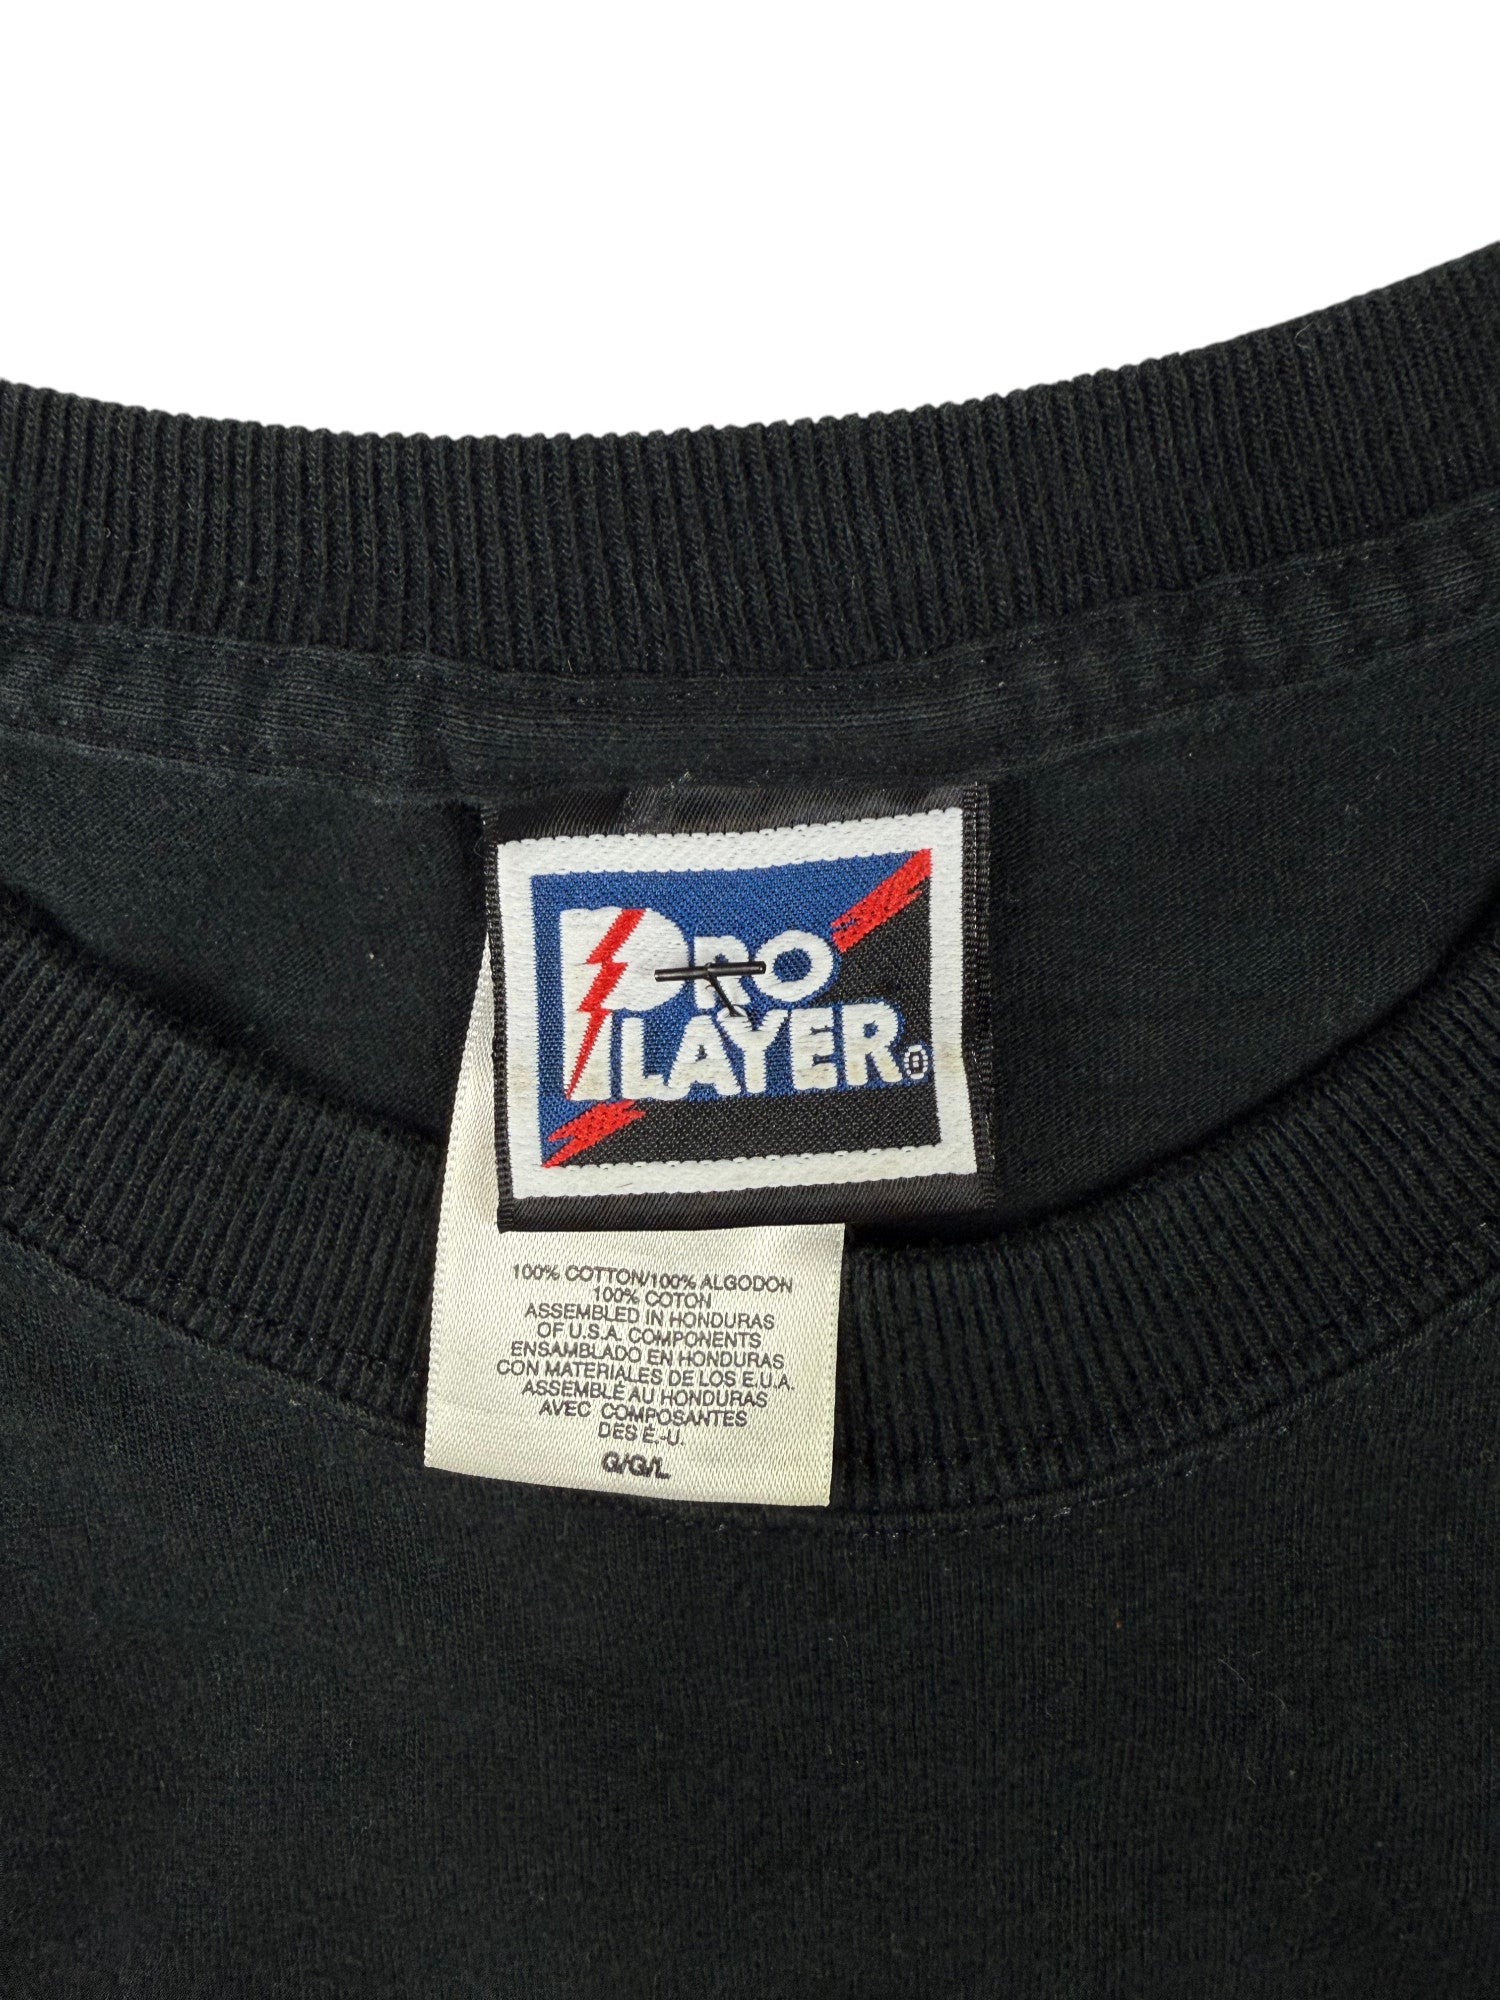 PRO
PLAYER®
100% COTTON/100% ALGODON
100% COTON
ASSEMBLED IN HONDURAS
OF U.S.A. COMPONENTS
ENSAMBLADO EN HONDURAS
CON MATERIALES DE LOS E.U.A.
ASSEMBLÉ AU HONDURAS
AVEC COMPOSANTES
DES É.-U.
G/G/L